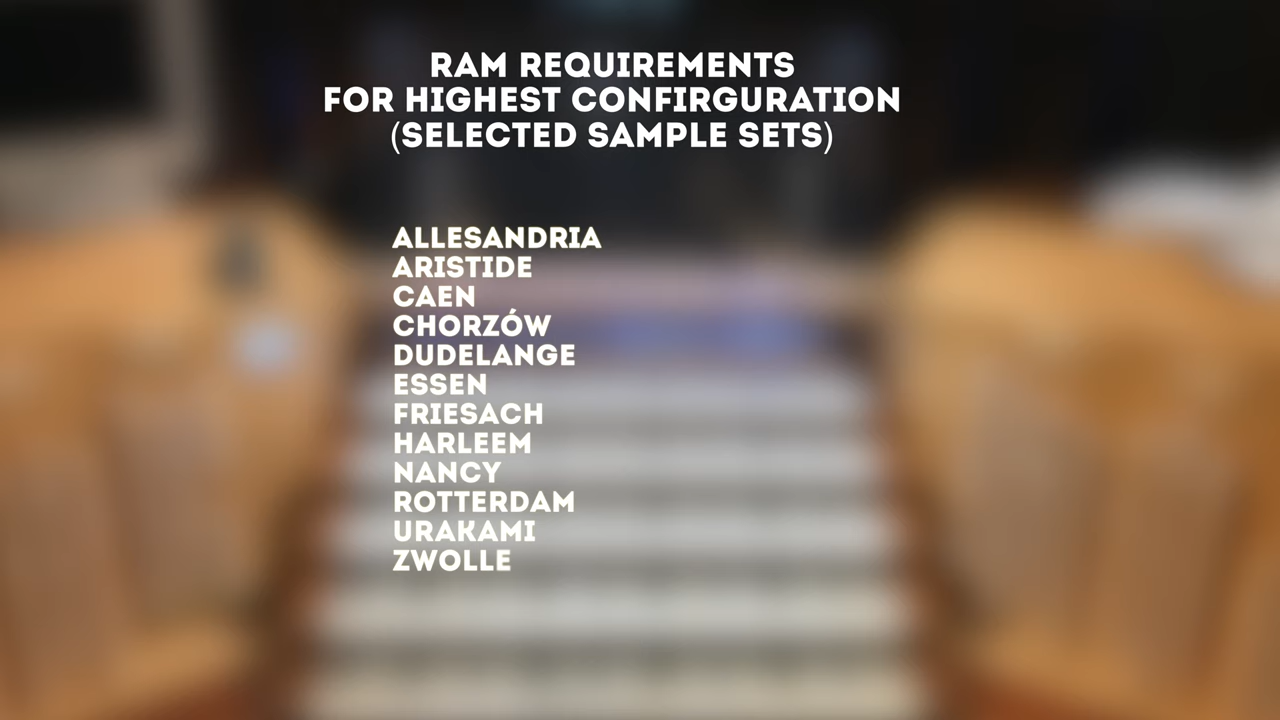 RAM REQUIREMENTS
FOR HIGHEST CONFIRGURATION
(SELECTED SAMPLE SETS)
ALLESANDRIA
ARISTIDE
CAEN
CHORZÓW
DUDELANGE
ESSEN
FRIESACH
HARLEEM
NANCY
ROTTERDAM
URAKAMI
ZWOLLE